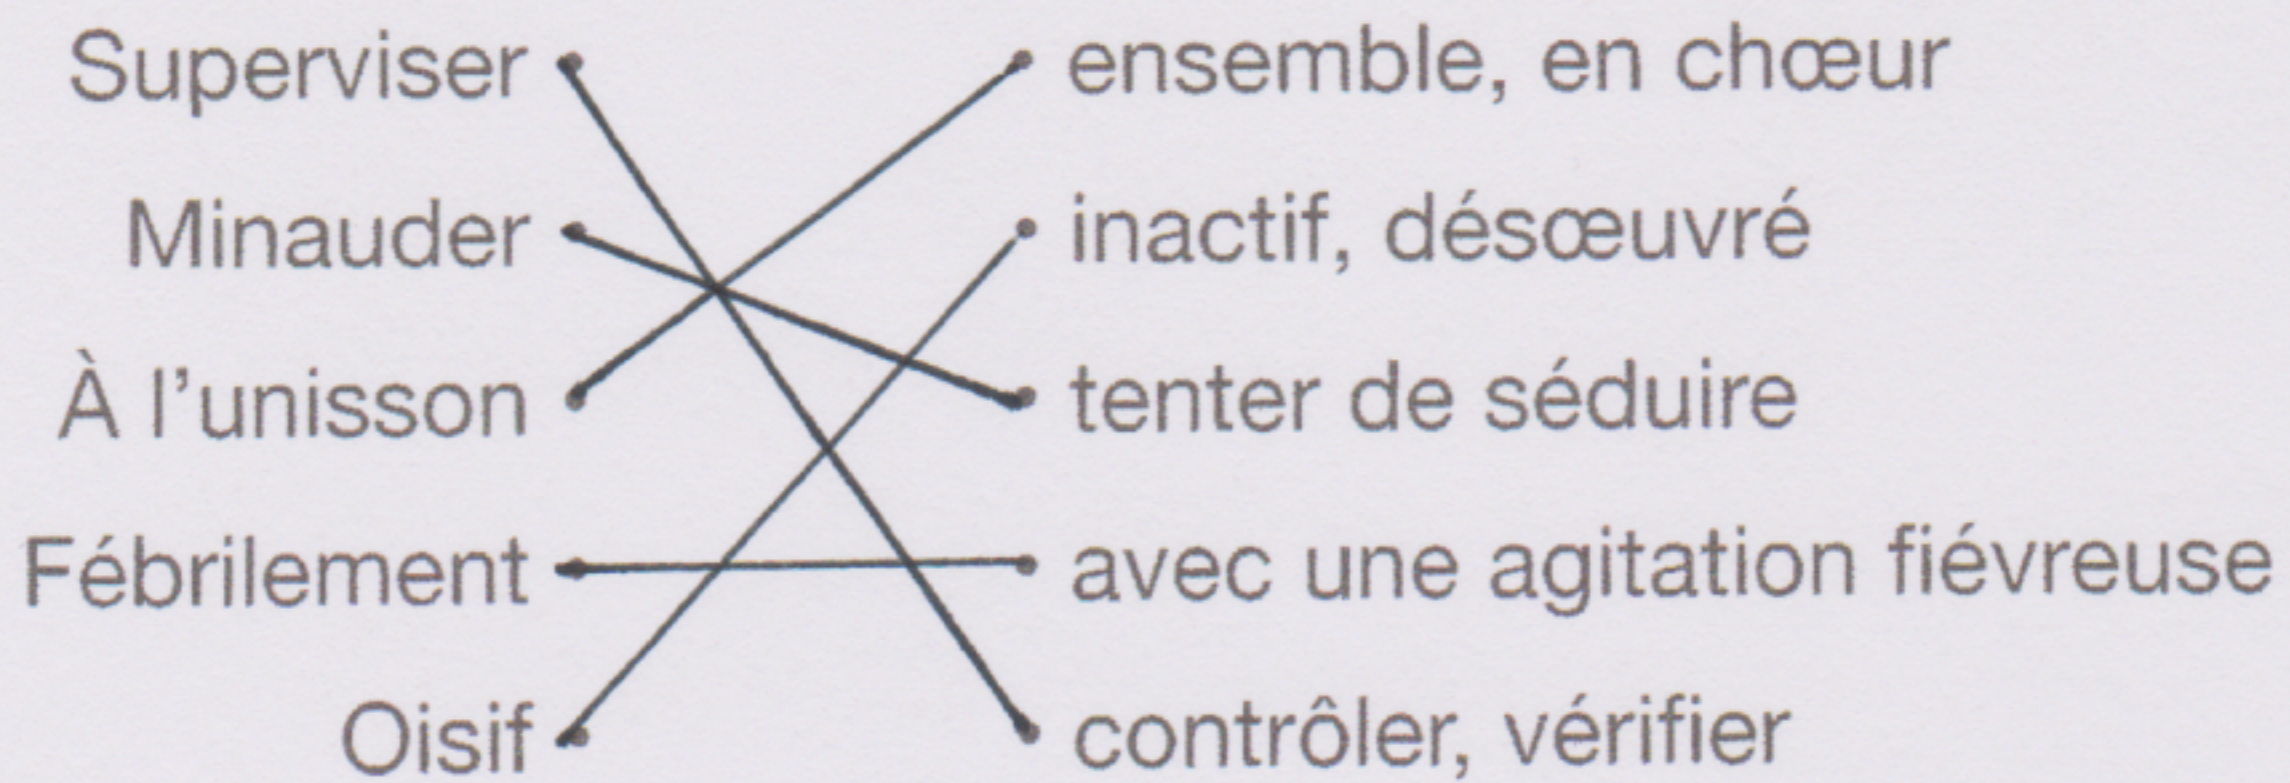 Superviser ensemble, en chœur
Minauder inactif, désœuvré
À l'unisson tenter de séduire
Fébrilement avec une agitation fiévreuse
Oisif contrôler, vérifier